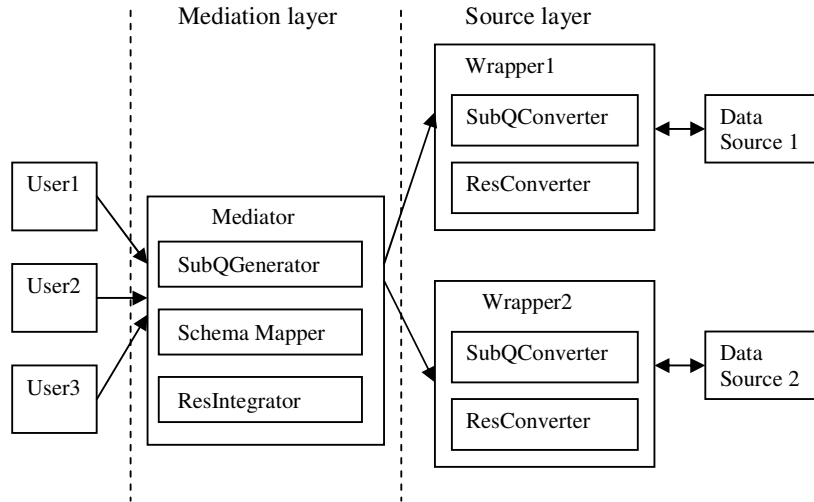 Mediation layer
Source layer
User1
User2
User3
Mediator
SubQGenerator
Schema Mapper
ResIntegrator
Wrapper1
SubQConverter
ResConverter
Data
Source 1
Wrapper2
SubQConverter
ResConverter
Data
Source 2